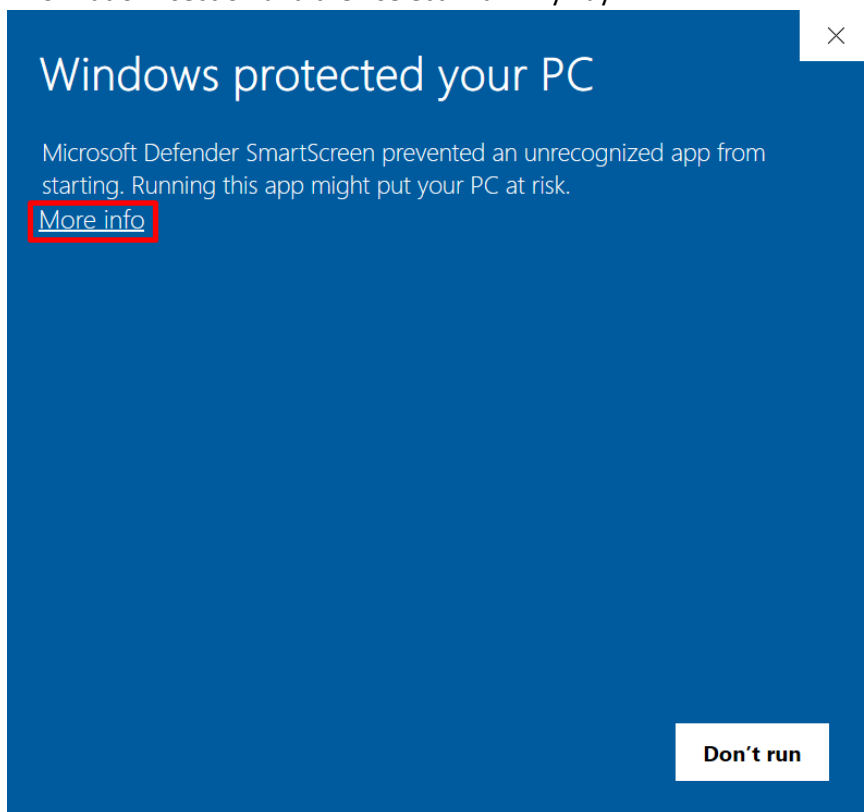 Windows protected your PC
Microsoft Defender SmartScreen prevented an unrecognized app from
starting. Running this app might put your PC at risk.
More info
Don't run